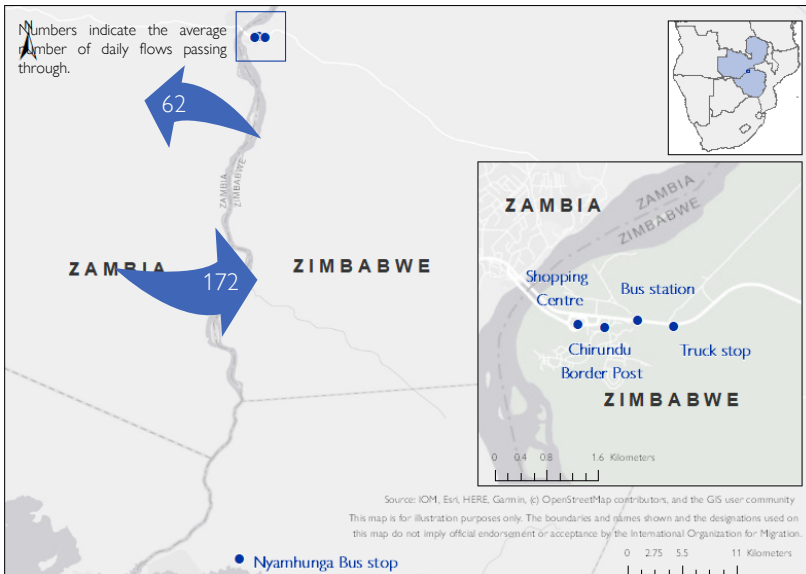 Numbers indicate the average
number of daily flows passing
through.
N
62
ZAMBIA
ZIMBABWE
ZAMBIA
ZIMBABWE
172
ZAMBIA
ZIMBABWE
ZAMBIA
Shopping
Centre
Bus station
Chirundu
Border Post
Truck stop
ZIMBABWE
0 0.4 0.8 1.6 Kilometers
Source: IOM, Esri, HERE, Garmin, (c) OpenStreetMap contributors, and the GIS user community
This map is for illustration purposes only. The boundaries and names shown and the designations used on
this map do not imply official endorsement or acceptance by the International Organization for Migration.
Nyamhunga Bus stop
0 2.75 5.5 11 Kilometers